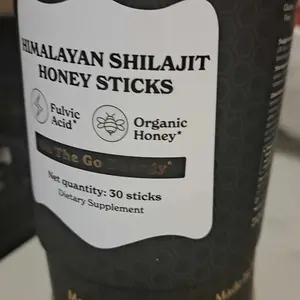 HIMALAYAN SHILAJIT
HONEY STICKS
Fulvic
Acid*
Organic
Honey*
The Go
Net quantity: 30 sticks
Dietary Supplement